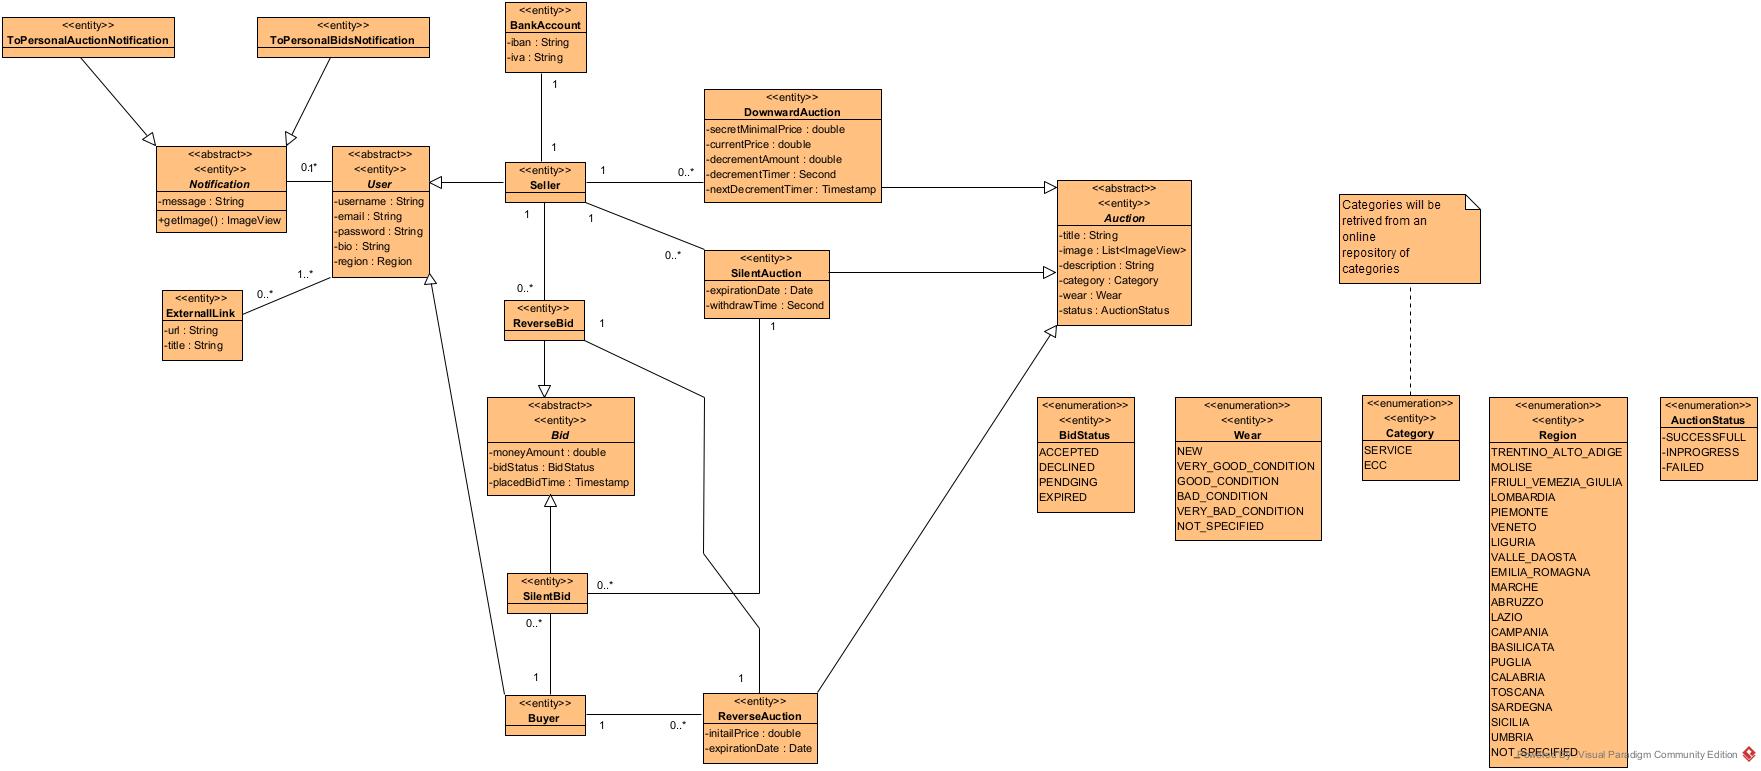 <<entity>>
ToPersonalAuctionNotification
<<entity>>
ToPersonalBidsNotification
<<entity>>
BankAccount
-iban : String
-iva : String
1
1
<<entity>>
DownwardAuction
-secretMinimalPrice : double
-currentPrice : double
-decrementAmount : double
-decrementTimer : Second
-nextDecrementTimer : Timestamp
<<abstract>>
<<entity>>
Notification
-message : String
+getImage() : ImageView
0..*
1
<<abstract>>
<<entity>>
User
-username : String
-email : String
-password : String
-bio : String
-region : Region
<<entity>>
Seller
1
0..*
1
1
0..*
0..*
<<abstract>>
<<entity>>
Auction
-title : String
-image : List<ImageView>
-description : String
-category : Category
-wear : Wear
-status : AuctionStatus
Categories will be
retrived from an
online
repository of
categories
<<entity>>
SilentAuction
-expirationDate : Date
-withdrawTime : Second
1
1..*
0..*
<<entity>>
ExternallLink
-url : String
-title : String
<<entity>>
ReverseBid
1
<<abstract>>
<<entity>>
Bid
-moneyAmount : double
-bidStatus : BidStatus
-placedBidTime : Timestamp
<<enumeration>>
<<entity>>
BidStatus
ACCEPTED
DECLINED
PENDGING
EXPIRED
<<enumeration>>
<<entity>>
Wear
NEW
VERY_GOOD_CONDITION
GOOD_CONDITION
BAD_CONDITION
VERY_BAD_CONDITION
NOT_SPECIFIED
<<enumeration>>
<<entity>>
Category
SERVICE
ECC
<<enumeration>>
<<entity>>
Region
TRENTINO_ALTO_ADIGE
MOLISE
FRIULI_VEMEZIA_GIULIA
LOMBARDIA
PIEMONTE
VENETO
LIGURIA
VALLE_DAOSTA
EMILIA_ROMAGNA
MARCHE
ABRUZZO
LAZIO
CAMPANIA
BASILICATA
PUGLIA
CALABRIA
TOSCANA
SARDEGNA
SICILIA
UMBRIA
NOT_SPECIFIED
<<enumeration>>
AuctionStatus
-SUCCESSFULL
-INPROGRESS
-FAILED
<<entity>>
SilentBid
0..*
0..*
1
<<entity>>
Buyer
1
0..*
1
<<entity>>
ReverseAuction
-initailPrice : double
-expirationDate : Date
Powered By Visual Paradigm Community Edition